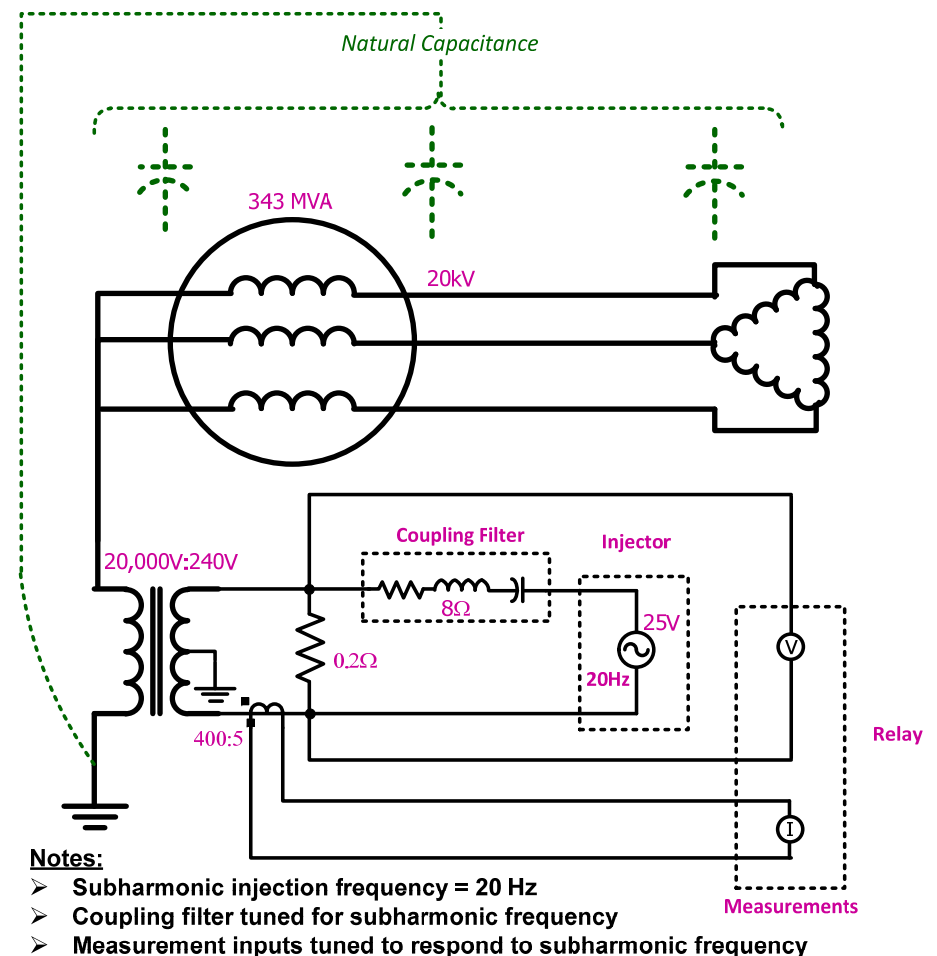 Natural Capacitance
343 MVA
20kV
20,000V:240V
Coupling Filter
Injector
8Ω
25V
V
0.2Ω
20Hz
400:5
Relay
I
Measurements
Notes:
➢ Subharmonic injection frequency = 20 Hz
➢ Coupling filter tuned for subharmonic frequency
➢ Measurement inputs tuned to respond to subharmonic frequency